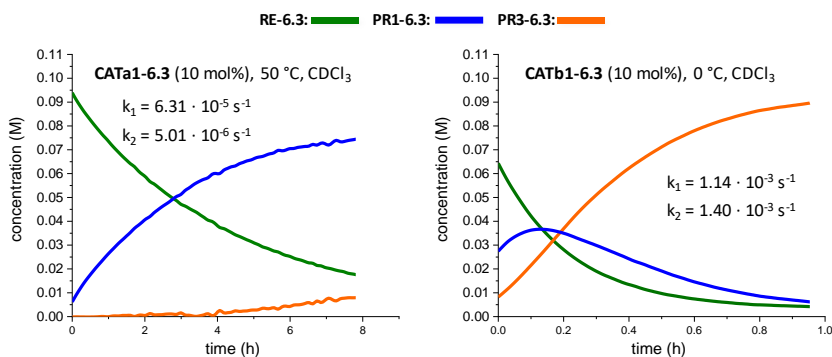 RE-6.3: PR1-6.3: PR3-6.3:
CATa1-6.3 (10 mol%), 50 °C, CDCl₃
k₁ = 6.31 · 10⁻⁵ s⁻¹
k₂ = 5.01 · 10⁻⁶ s⁻¹
concentration (M)
0.11
0.10
0.09
0.08
0.07
0.06
0.05
0.04
0.03
0.02
0.01
0.00
0 2 4 6 8 10
time (h)
CATb1-6.3 (10 mol%), 0 °C, CDCl₃
k₁ = 1.14 · 10⁻³ s⁻¹
k₂ = 1.40 · 10⁻³ s⁻¹
concentration (M)
0.11
0.10
0.09
0.08
0.07
0.06
0.05
0.04
0.03
0.02
0.01
0.00
0.0 0.2 0.4 0.6 0.8 1.0
time (h)